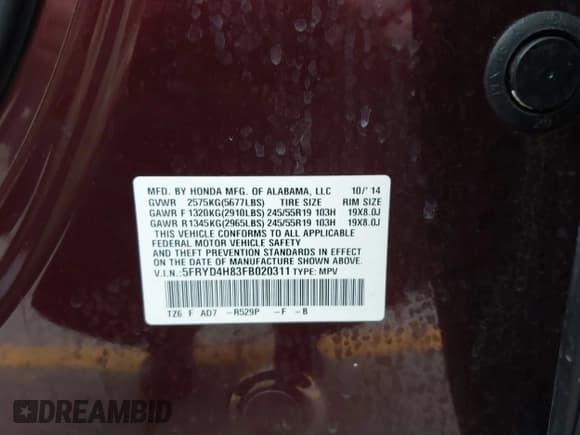 MFD. BY HONDA MFG. OF ALABAMA, LLC 10/'14
GVWR 2575KG(5677LBS) TIRE SIZE RIM SIZE
GAWR F 1320KG(2910LBS) 245/55R19 103H 19X8.0J
GAWR R 1345KG(2965LBS) 245/55R19 103H 19X8.0J
THIS VEHICLE CONFORMS TO ALL APPLICABLE
FEDERAL MOTOR VEHICLE SAFETY
AND THEFT PREVENTION STANDARDS IN EFFECT
ON THE DATE OF MANUFACTURE SHOWN ABOVE.
V.I.N.: 5FRYD4H83FB020311 TYPE: MPV
TZ6 F AD7 -R529P -F -B
DREAMBID